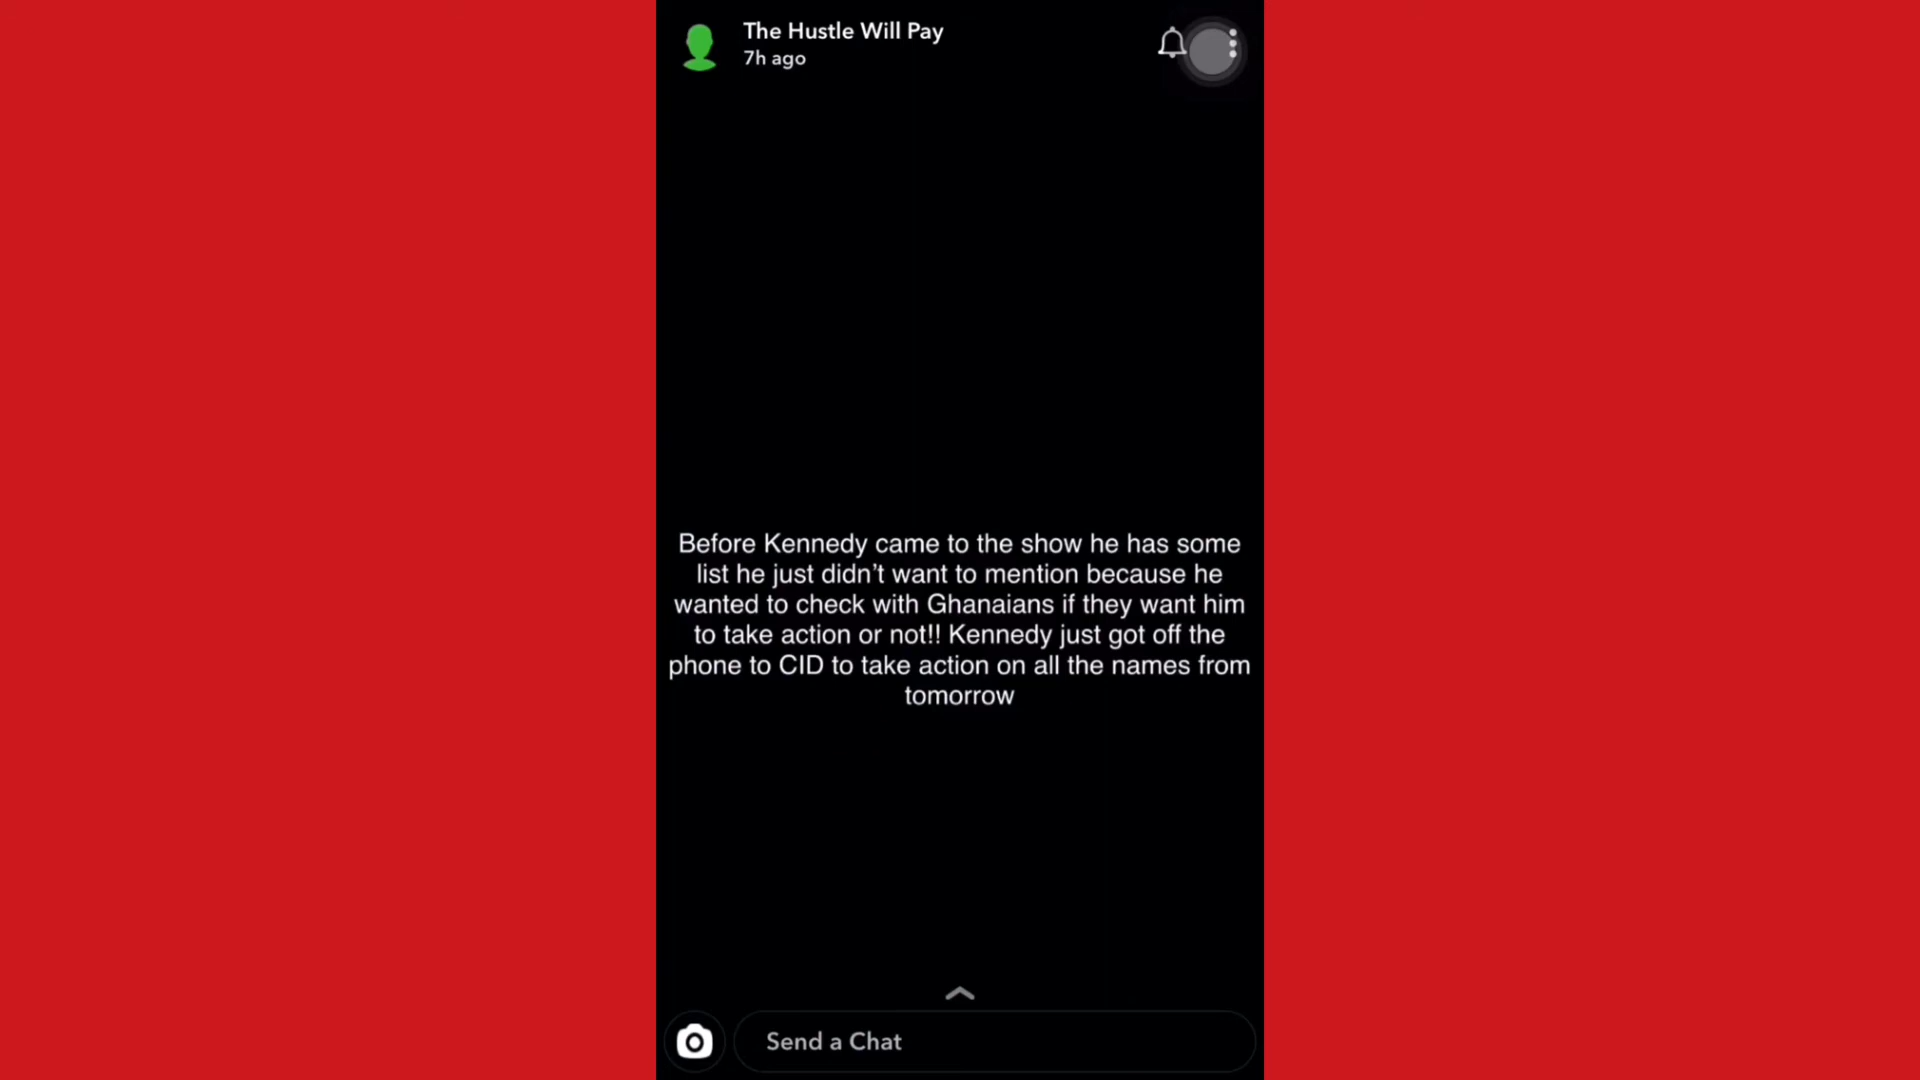 The Hustle Will Pay
7h ago
Before Kennedy came to the show he has some
list he just didn’t want to mention because he
wanted to check with Ghanaians if they want him
to take action or not!! Kennedy just got off the
phone to CID to take action on all the names from
tomorrow
Send a Chat